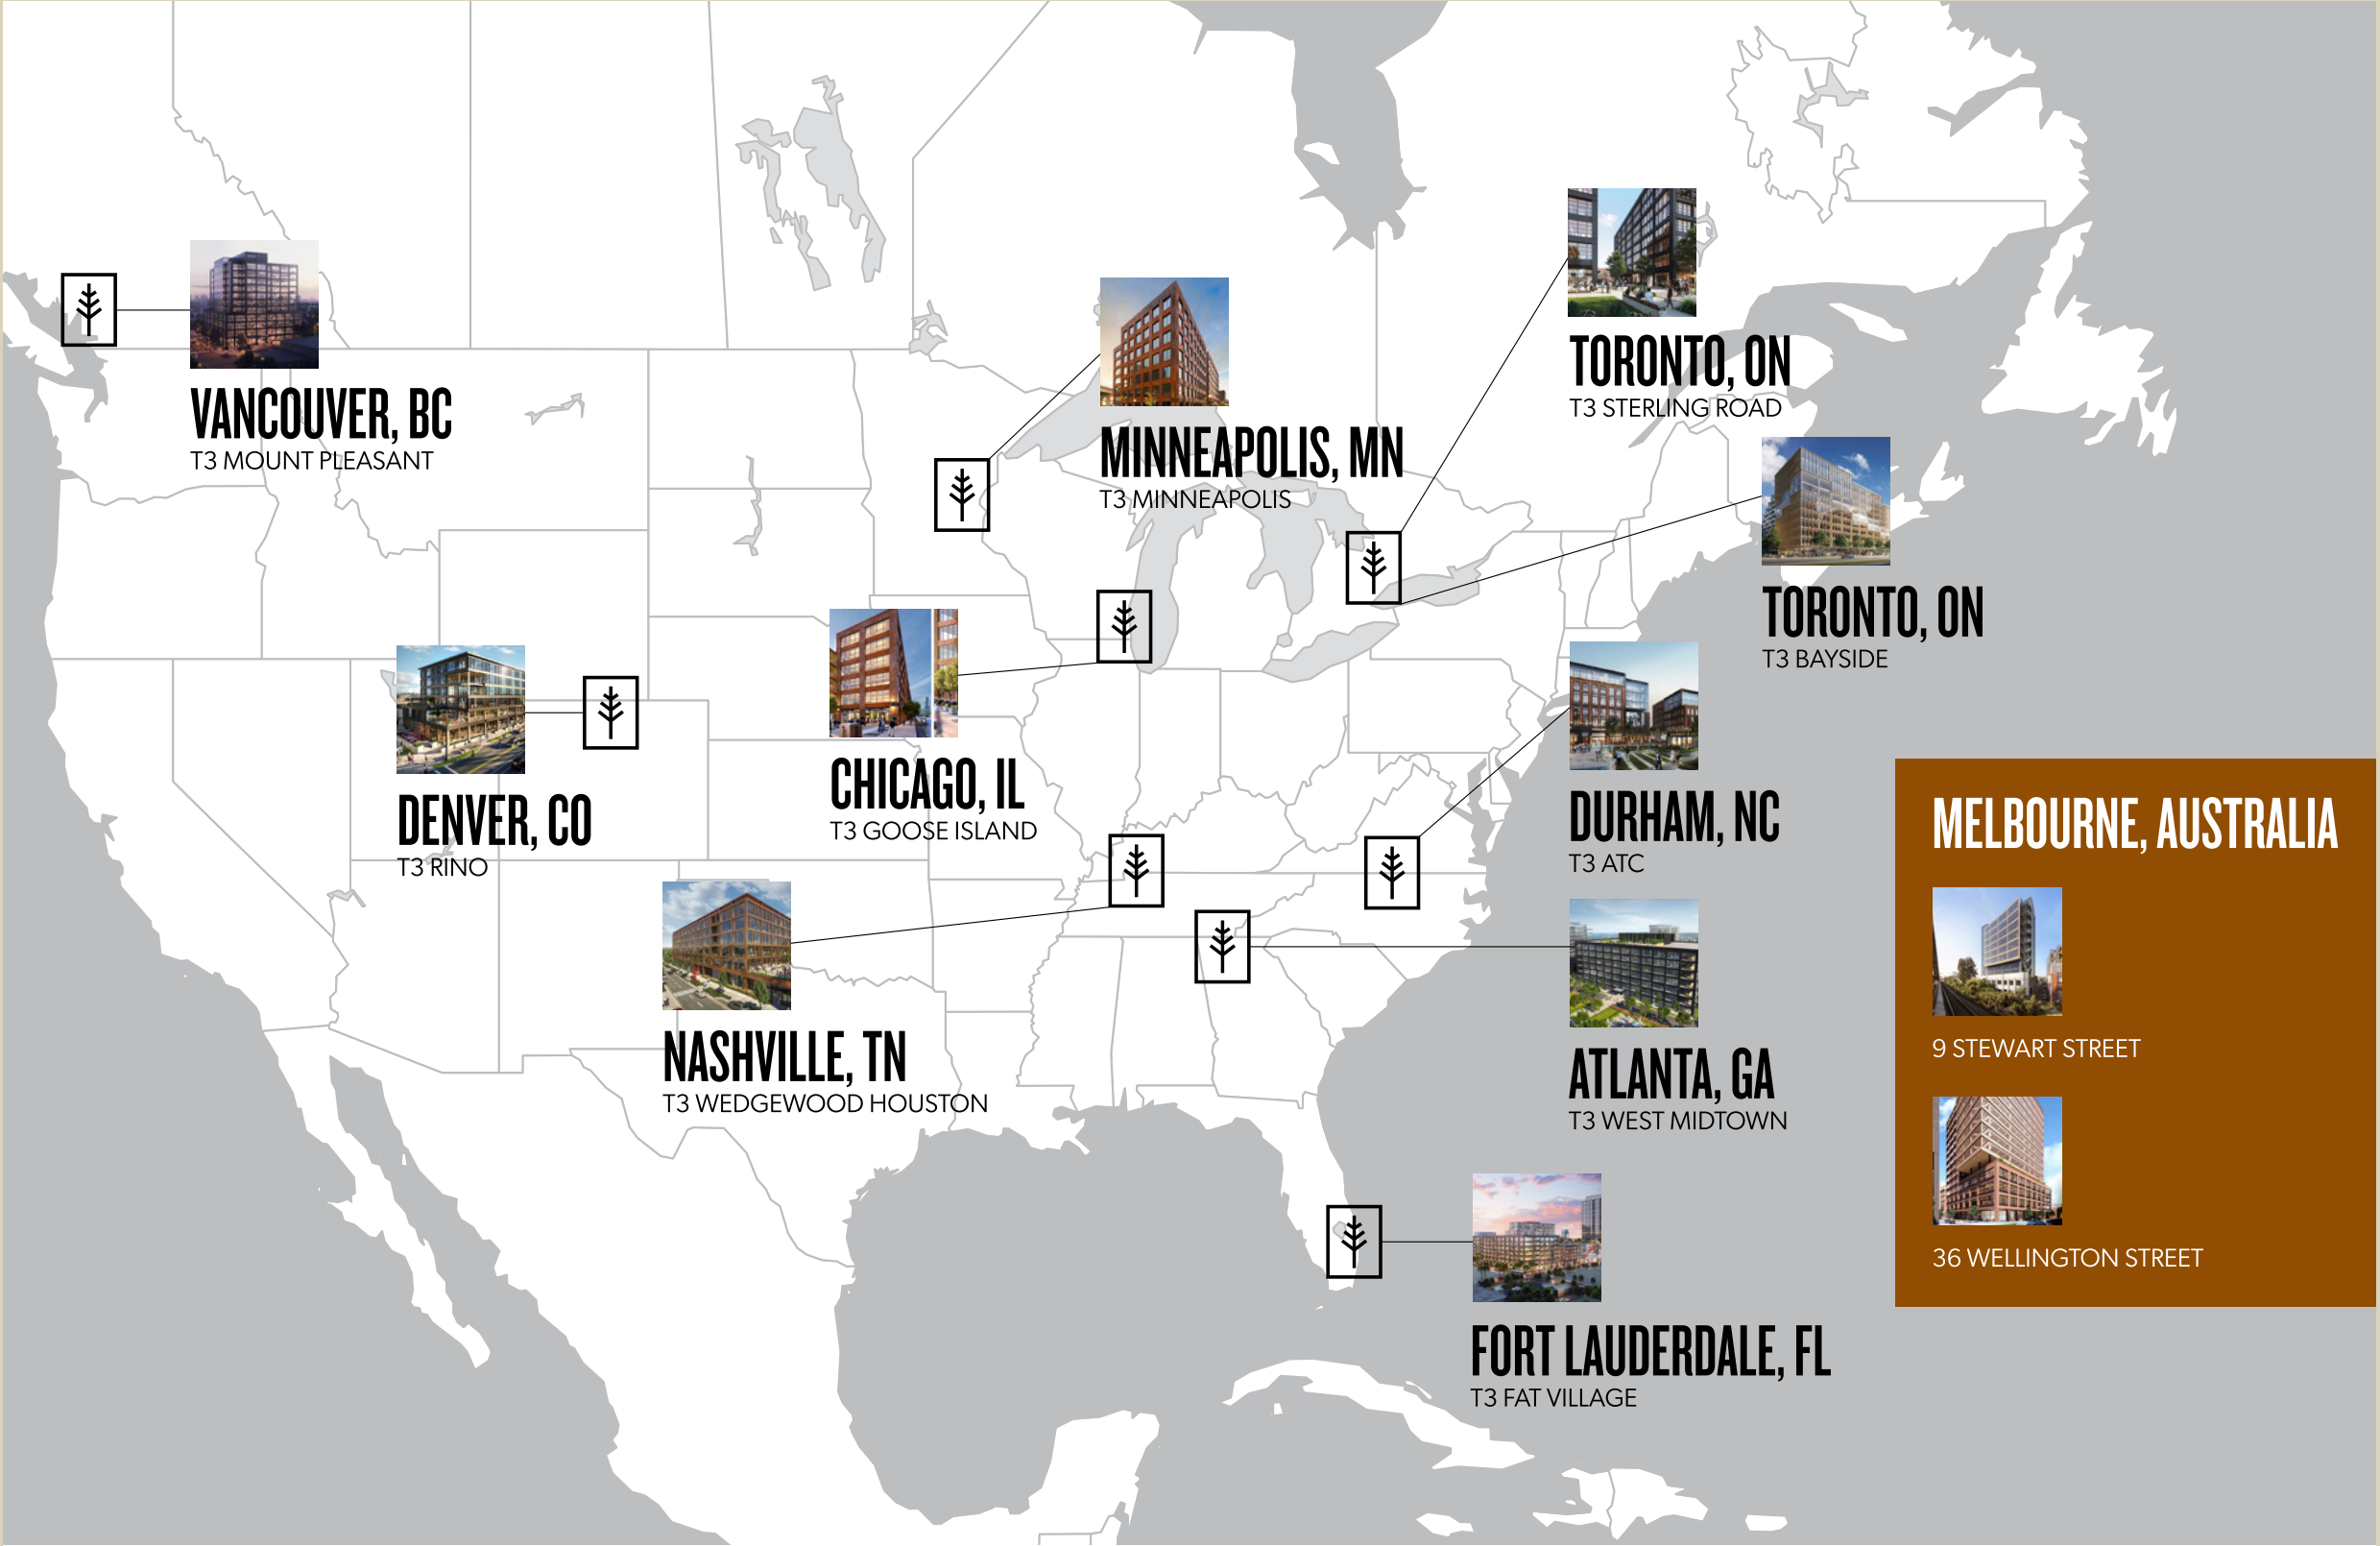 VANCOUVER, BC
T3 MOUNT PLEASANT
MINNEAPOLIS, MN
T3 MINNEAPOLIS
TORONTO, ON
T3 STERLING ROAD
TORONTO, ON
T3 BAYSIDE
DENVER, CO
T3 RINO
CHICAGO, IL
T3 GOOSE ISLAND
DURHAM, NC
T3 ATC
NASHVILLE, TN
T3 WEDGEWOOD HOUSTON
ATLANTA, GA
T3 WEST MIDTOWN
FORT LAUDERDALE, FL
T3 FAT VILLAGE
MELBOURNE, AUSTRALIA
9 STEWART STREET
36 WELLINGTON STREET